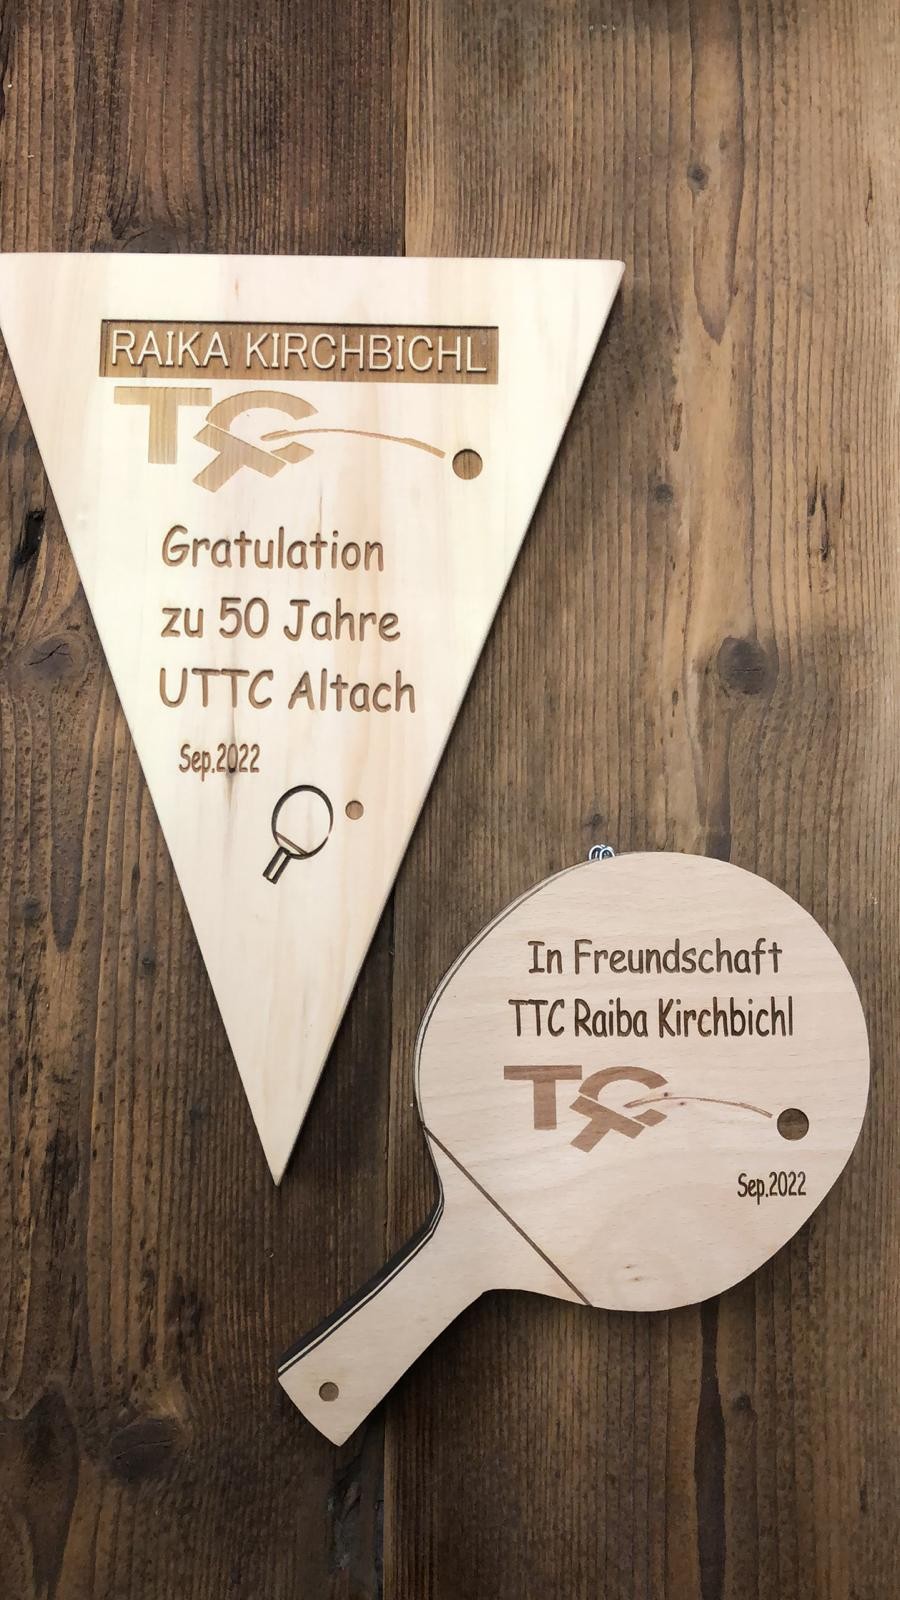 RAIKA KIRCHBICHL
TTC
Gratulation
zu 50 Jahre
UTTC Altach
Sep.2022
In Freundschaft
TTC Raiba Kirchbichl
TTC
Sep.2022